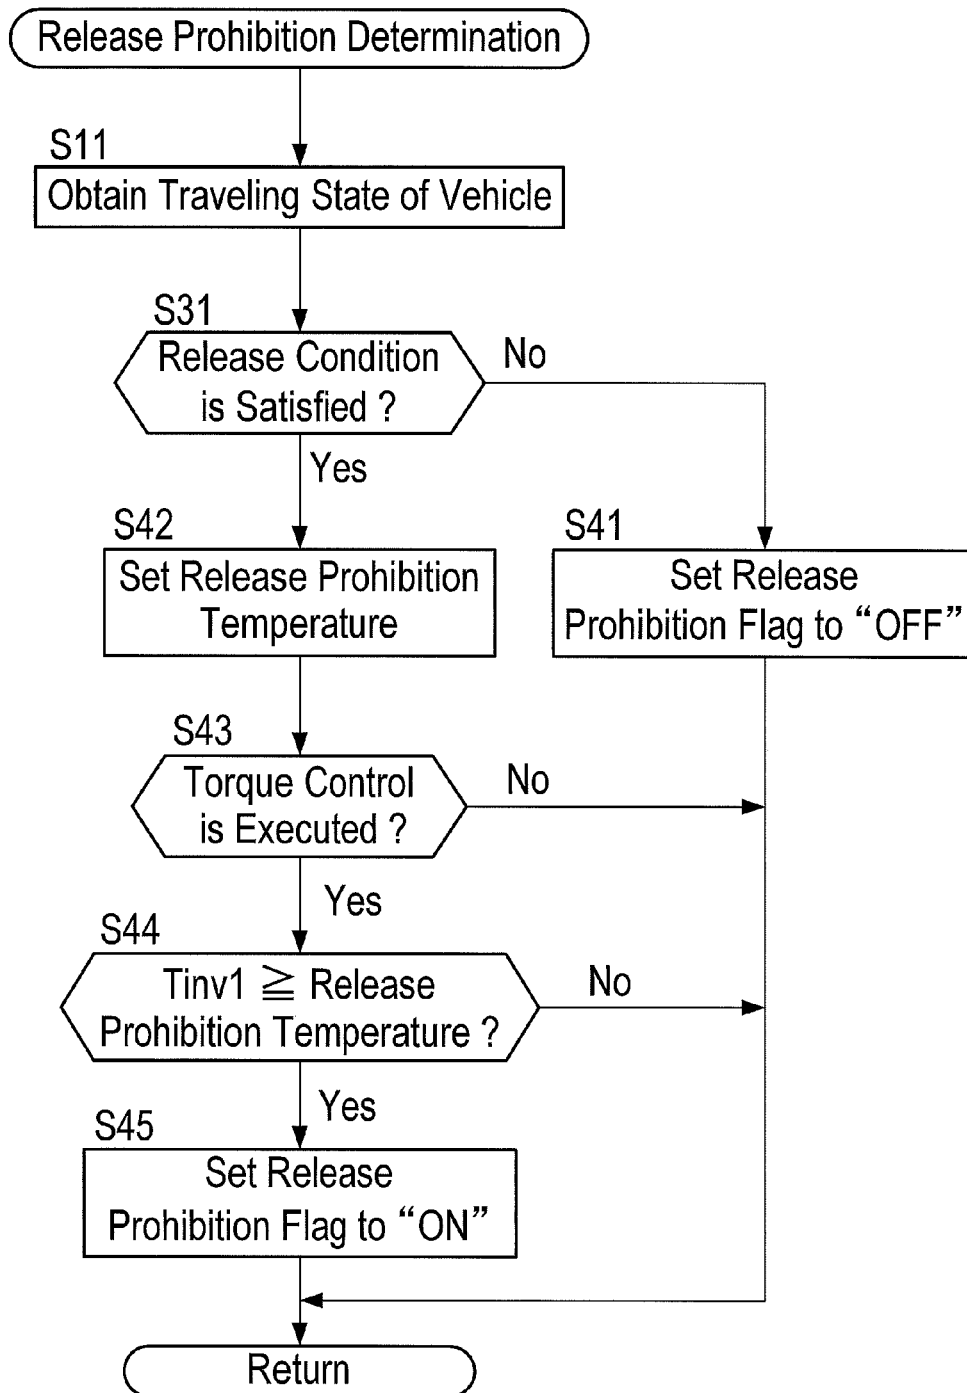 Release Prohibition Determination
S11
Obtain Traveling State of Vehicle
S31
Release Condition
is Satisfied ?
No
Yes
S42
Set Release Prohibition
Temperature
S41
Set Release
Prohibition Flag to “OFF”
S43
Torque Control
is Executed ?
No
Yes
S44
Tinv1 ≧ Release
Prohibition Temperature ?
No
Yes
S45
Set Release
Prohibition Flag to “ON”
Return